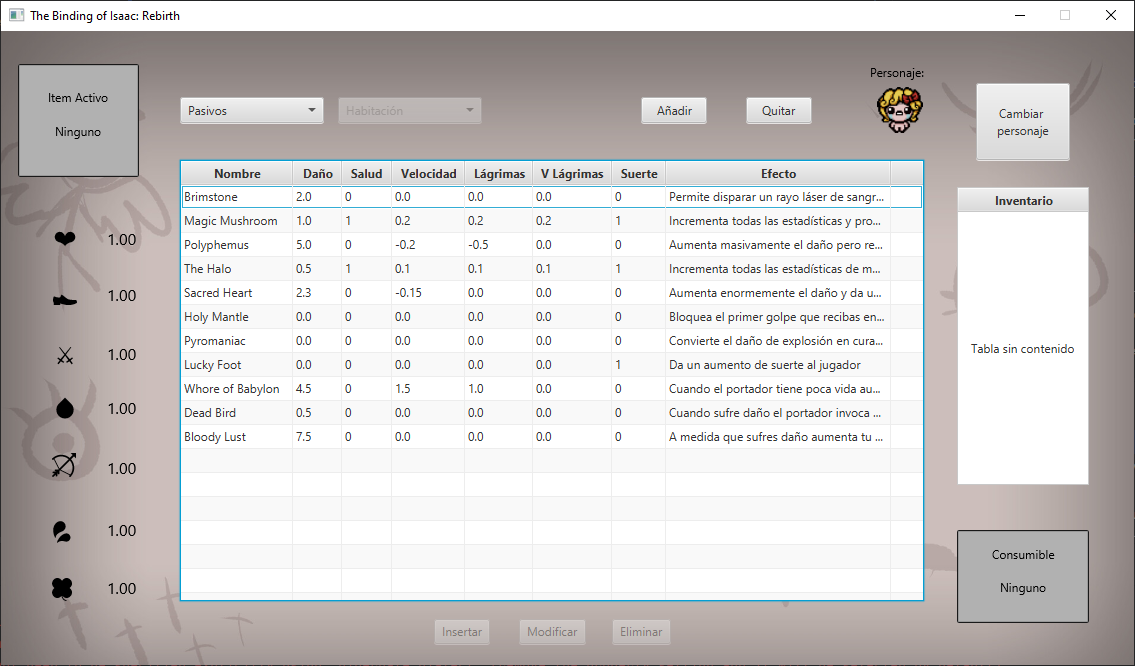 The Binding of Isaac: Rebirth
Item Activo
Ninguno
Pasivos
Habitación
Añadir
Quitar
Personaje:
Cambiar
personaje
Nombre Daño Salud Velocidad Lágrimas V Lágrimas Suerte Efecto
Brimstone 2.0 0 0.0 0.0 0.0 0 Permite disparar un rayo láser de sangr...
Magic Mushroom 1.0 1 0.2 0.2 0.2 1 Incrementa todas las estadísticas y pro...
Polyphemus 5.0 0 -0.2 -0.5 0.0 0 Aumenta masivamente el daño pero re...
The Halo 0.5 1 0.1 0.1 0.1 1 Incrementa todas las estadísticas de m...
Sacred Heart 2.3 0 -0.15 0.0 0.0 0 Aumenta enormemente el daño y da u...
Holy Mantle 0.0 0 0.0 0.0 0.0 0 Bloquea el primer golpe que recibas en...
Pyromaniac 0.0 0 0.0 0.0 0.0 0 Convierte el daño de explosión en cura...
Lucky Foot 0.0 0 0.0 0.0 0.0 1 Da un aumento de suerte al jugador
Whore of Babylon 4.5 0 1.5 1.0 0.0 0 Cuando el portador tiene poca vida au...
Dead Bird 0.5 0 0.0 0.0 0.0 0 Cuando sufre daño el portador invoca ...
Bloody Lust 7.5 0 0.0 0.0 0.0 0 A medida que sufres daño aumenta tu ...
1.00
1.00
1.00
1.00
1.00
1.00
1.00
Inventario
Tabla sin contenido
Consumible
Ninguno
Insertar
Modificar
Eliminar